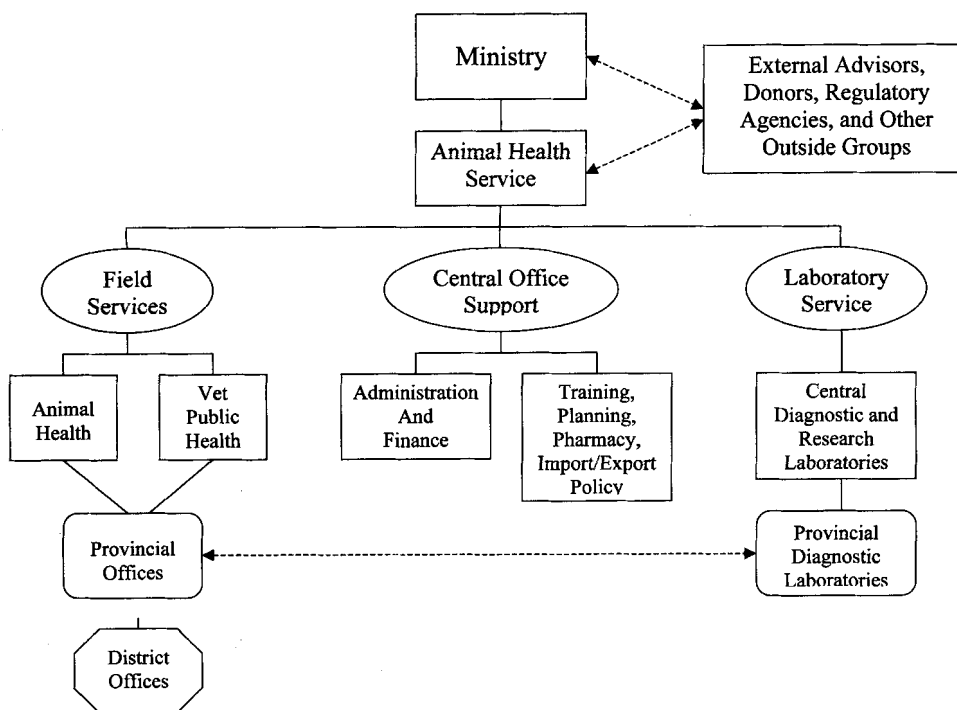 Ministry
External Advisors,
Donors, Regulatory
Agencies, and Other
Outside Groups
Animal Health
Service
Field
Services
Central Office
Support
Laboratory
Service
Animal
Health
Vet
Public
Health
Administration
And
Finance
Training,
Planning,
Pharmacy,
Import/Export
Policy
Central
Diagnostic and
Research
Laboratories
Provincial
Offices
Provincial
Diagnostic
Laboratories
District
Offices